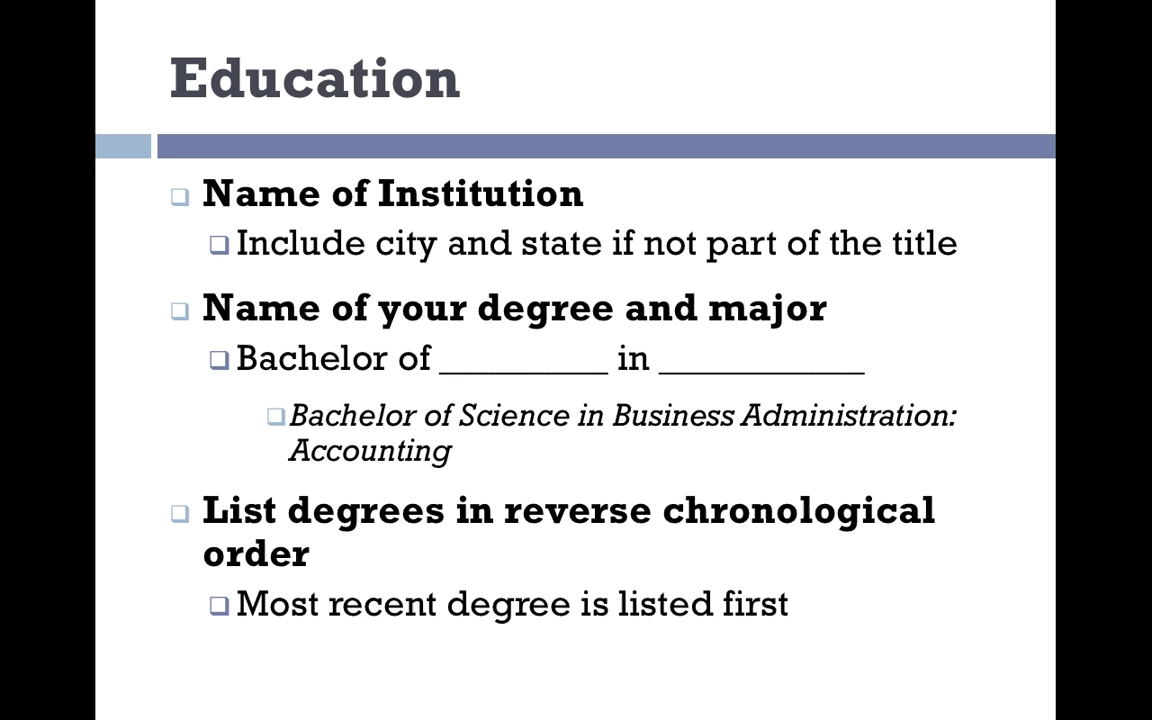 Education
Name of Institution
Include city and state if not part of the title
Name of your degree and major
Bachelor of _________ in ___________
Bachelor of Science in Business Administration:
Accounting
List degrees in reverse chronological
order
Most recent degree is listed first